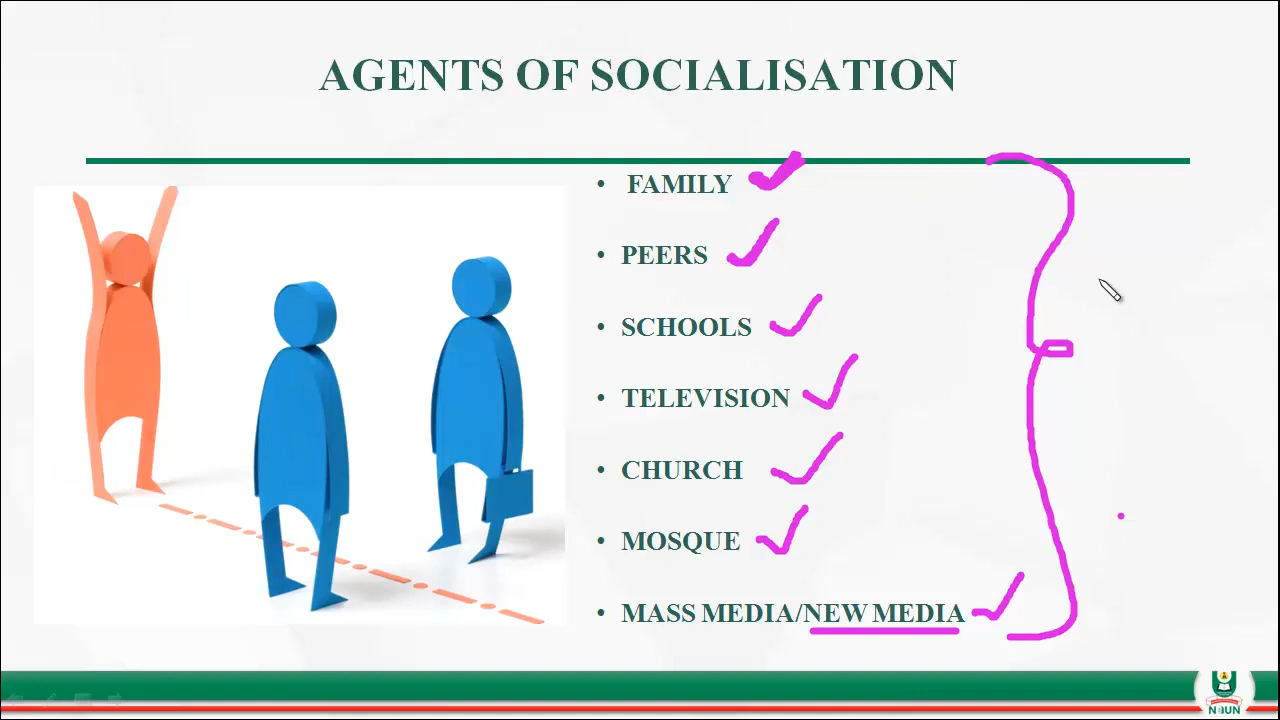 AGENTS OF SOCIALISATION
• FAMILY
• PEERS
• SCHOOLS
• TELEVISION
• CHURCH
• MOSQUE
• MASS MEDIA/NEW MEDIA
NOUN